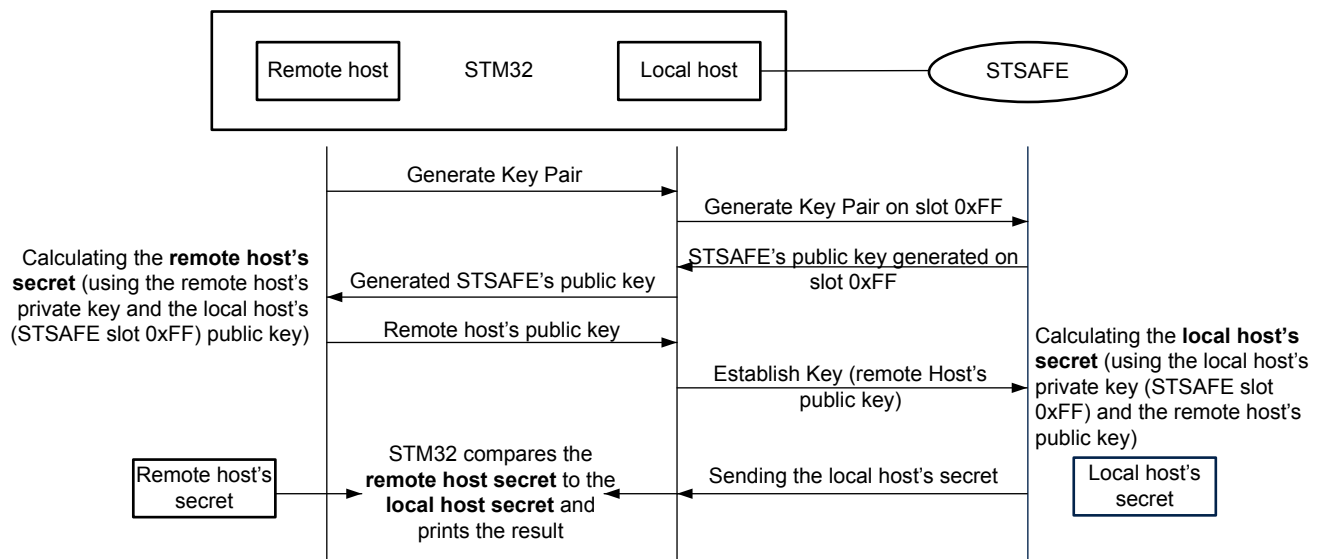 Remote host
STM32
Local host
STSAFE
Generate Key Pair
Generate Key Pair on slot 0xFF
STSAFE's public key generated on
slot 0xFF
Calculating the remote host's
secret (using the remote host's
private key and the local host's
(STSAFE slot 0xFF) public key)
Generated STSAFE's public key
Remote host's public key
Establish Key (remote Host's
public key)
Calculating the local host's
secret (using the local host's
private key (STSAFE slot
0xFF) and the remote host's
public key)
Remote host's
secret
STM32 compares the
remote host secret to the
local host secret and
prints the result
Sending the local host's secret
Local host's
secret